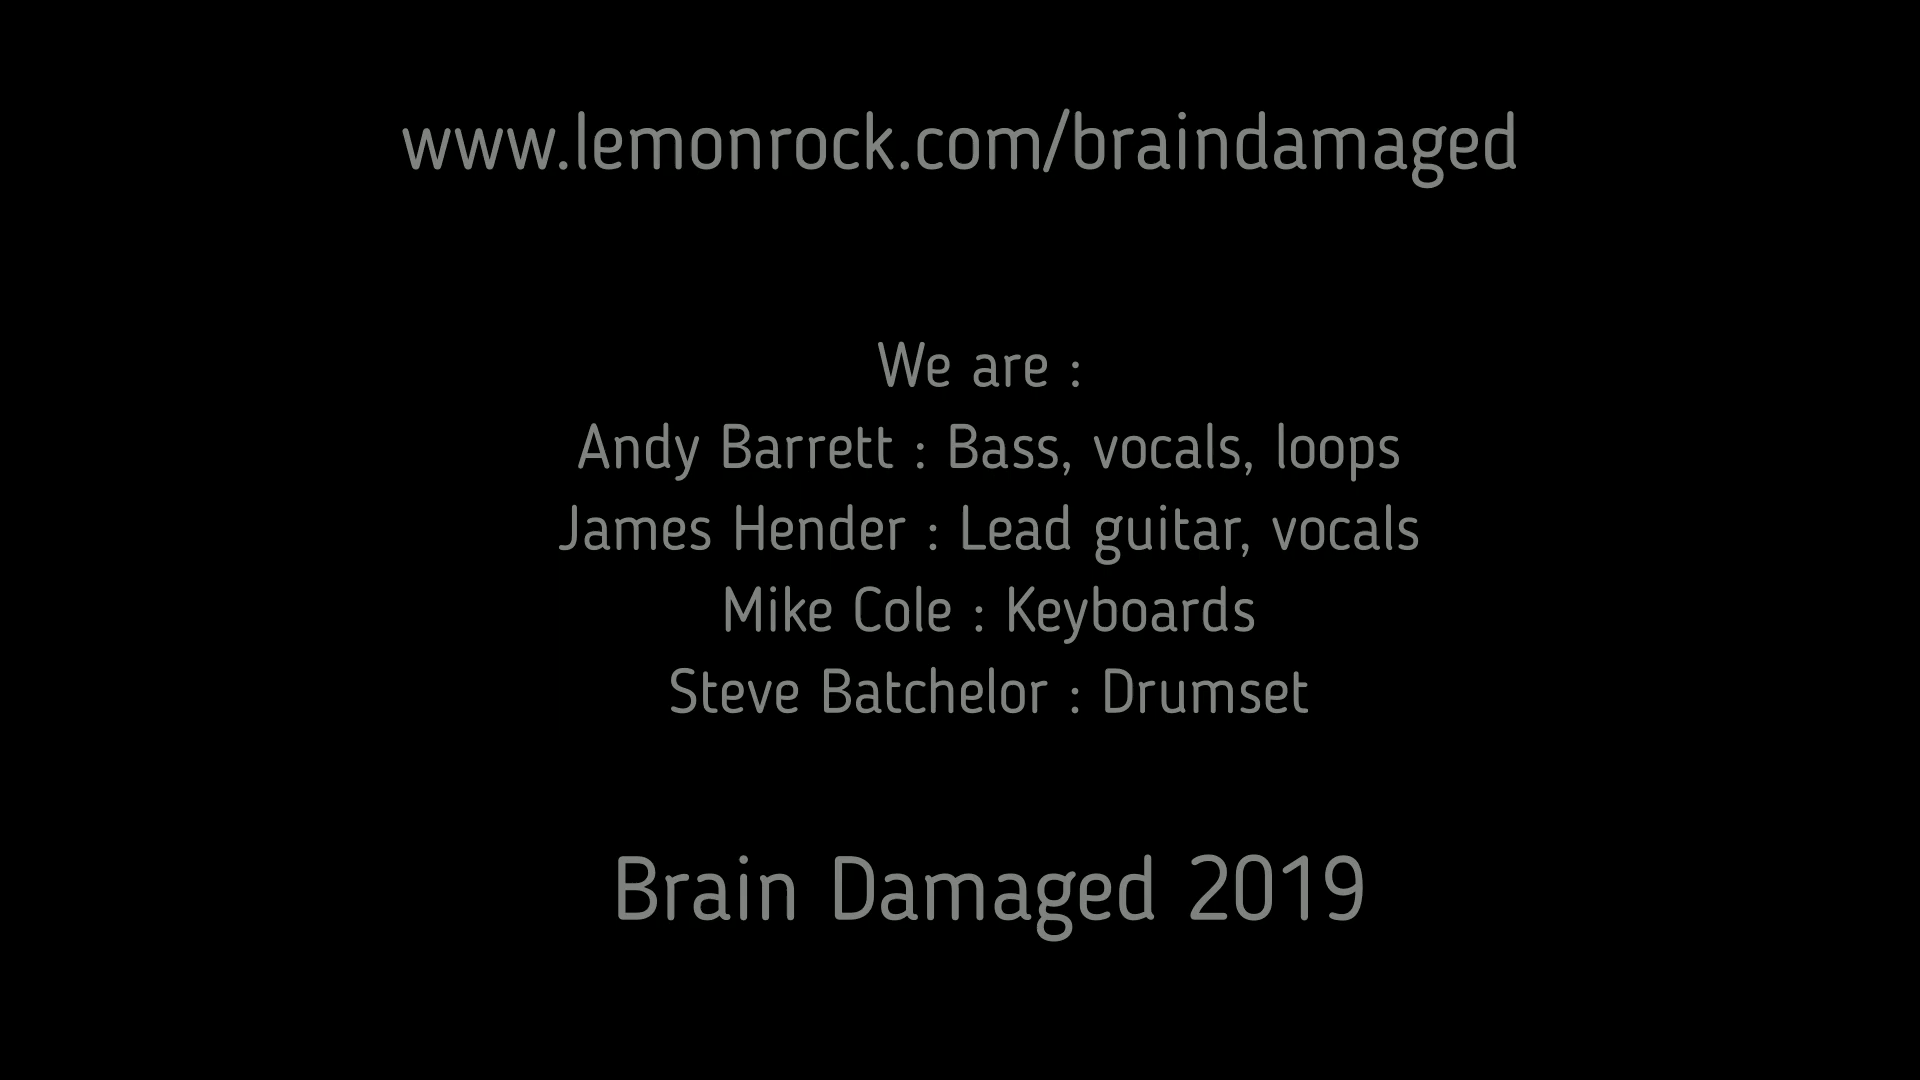 www.lemonrock.com/braindamaged
We are :
Andy Barrett : Bass, vocals, loops
James Hender : Lead guitar, vocals
Mike Cole : Keyboards
Steve Batchelor : Drumset
Brain Damaged 2019